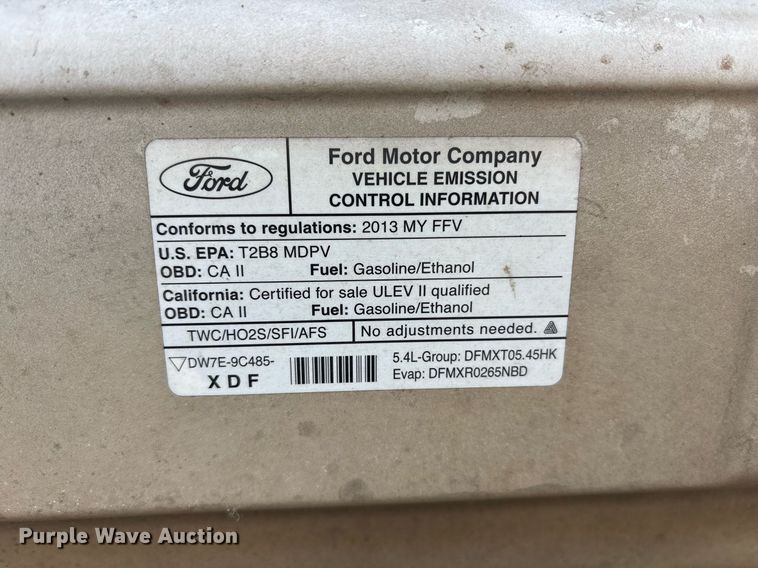 Ford
Ford Motor Company
VEHICLE EMISSION
CONTROL INFORMATION
Conforms to regulations: 2013 MY FFV
U.S. EPA: T2B8 MDPV
OBD: CA II Fuel: Gasoline/Ethanol
California: Certified for sale ULEV II qualified
OBD: CA II Fuel: Gasoline/Ethanol
TWC/HO2S/SFI/AFS No adjustments needed.
DW7E-9C485-
X D F
5.4L-Group: DFMXT05.45HK
Evap: DFMXR0265NBD
Purple Wave Auction